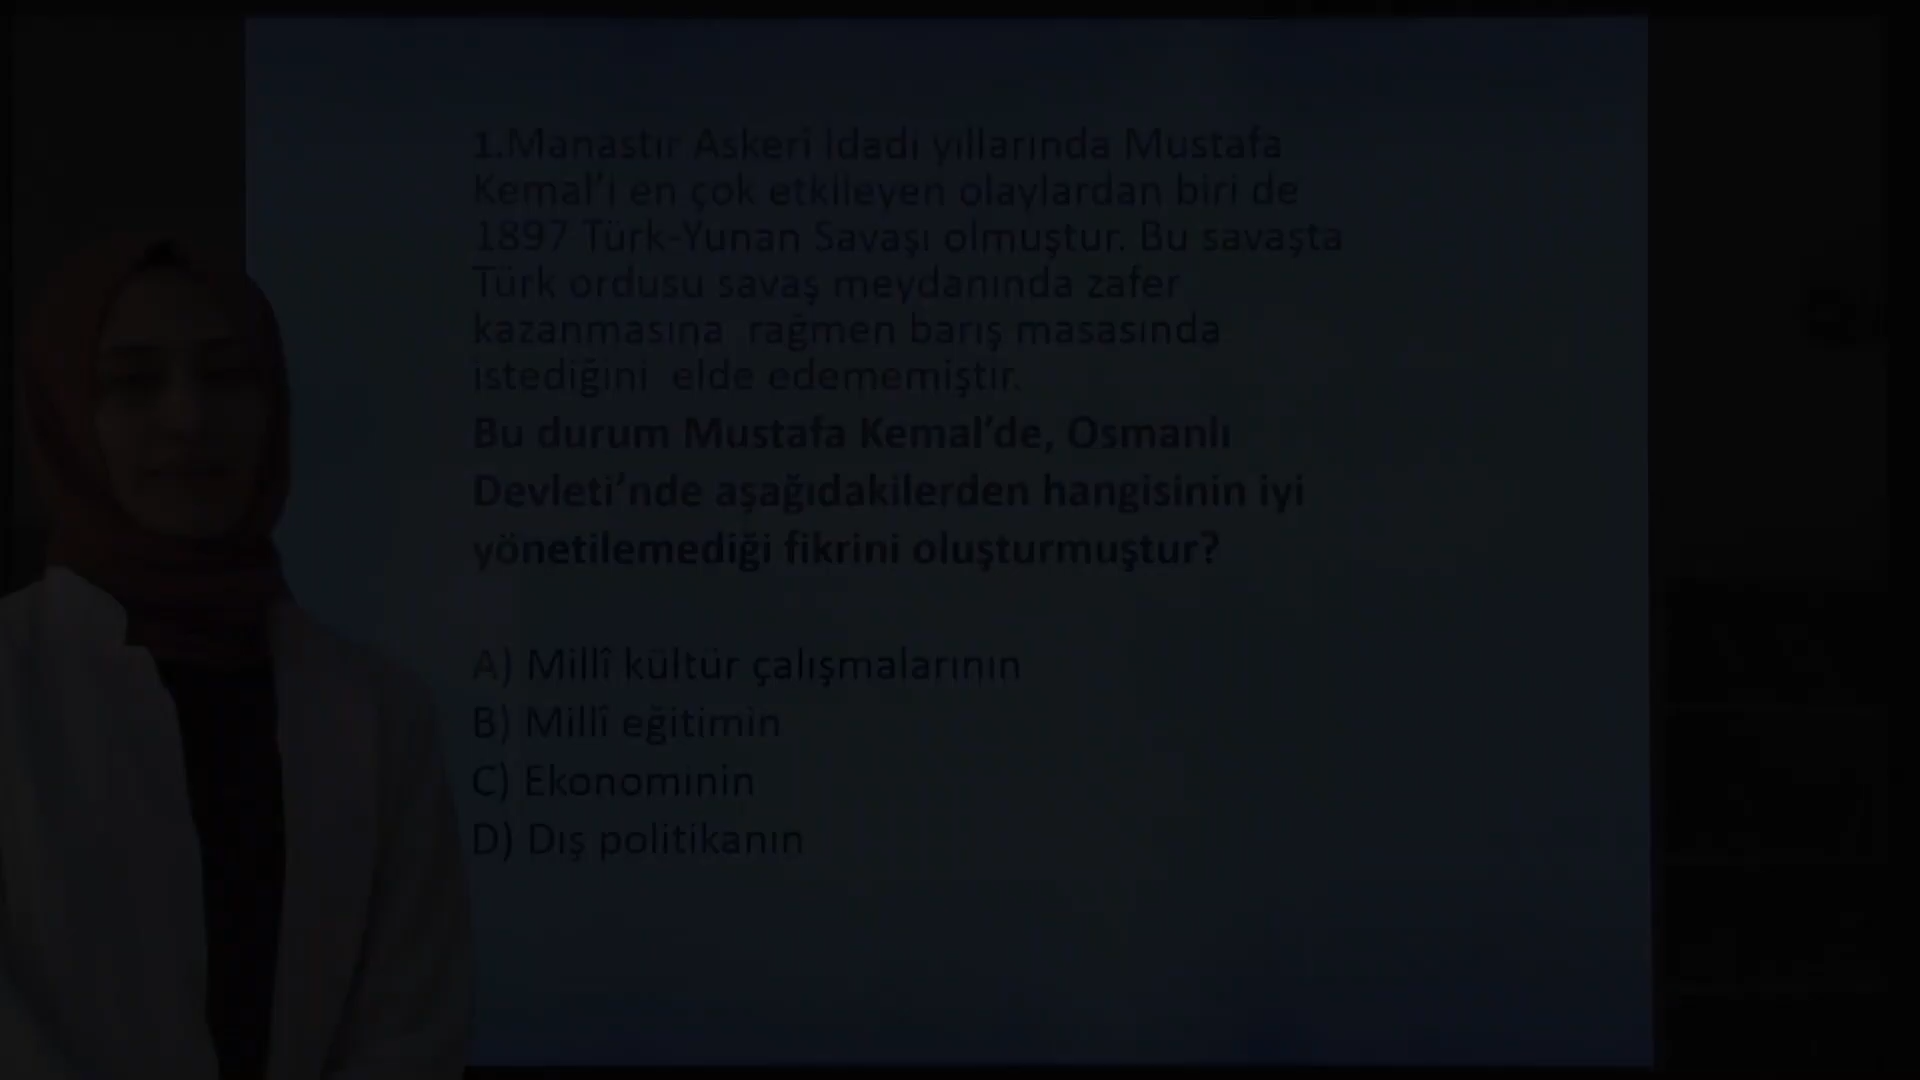 1.Manastır Askerî İdadi yıllarında Mustafa
Kemal'i en çok etkileyen olaylardan biri de
1897 Türk-Yunan Savaşı olmuştur. Bu savaşta
Türk ordusu savaş meydanında zafer
kazanmasına rağmen barış masasında
istediğini elde edememiştir.
Bu durum Mustafa Kemal'de, Osmanlı
Devleti'nde aşağıdakilerden hangisinin iyi
yönetilemediği fikrini oluşturmuştur?
A) Millî kültür çalışmalarının
B) Millî eğitimin
C) Ekonominin
D) Dış politikanın